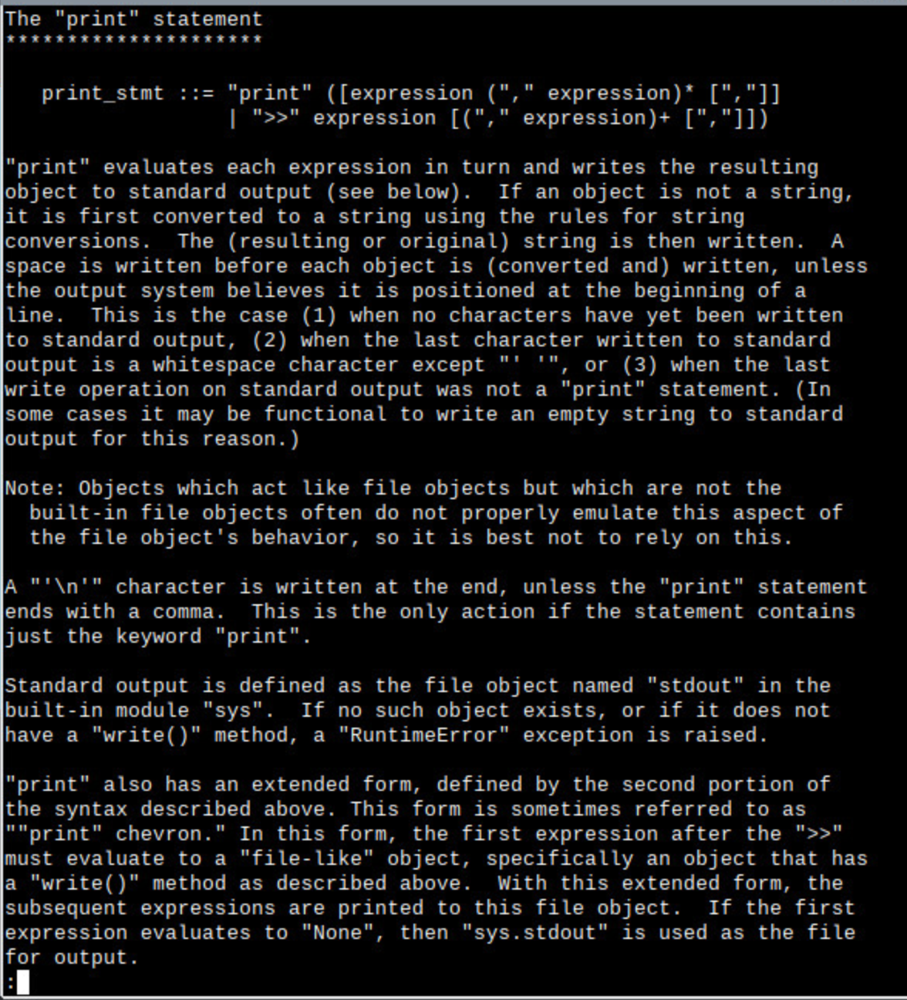 The "print" statement
*********************
print_stmt ::= "print" ([expression ("," expression)* [","]]
| ">>" expression [("," expression)+ [","]])
"print" evaluates each expression in turn and writes the resulting
object to standard output (see below).  If an object is not a string,
it is first converted to a string using the rules for string
conversions.  The (resulting or original) string is then written.  A
space is written before each object is (converted and) written, unless
the output system believes it is positioned at the beginning of a
line.  This is the case (1) when no characters have yet been written
to standard output, (2) when the last character written to standard
output is a whitespace character except "' '", or (3) when the last
write operation on standard output was not a "print" statement. (In
some cases it may be functional to write an empty string to standard
output for this reason.)
Note: Objects which act like file objects but which are not the
built-in file objects often do not properly emulate this aspect of
the file object's behavior, so it is best not to rely on this.
A "'\n'" character is written at the end, unless the "print" statement
ends with a comma.  This is the only action if the statement contains
just the keyword "print".
Standard output is defined as the file object named "stdout" in the
built-in module "sys".  If no such object exists, or if it does not
have a "write()" method, a "RuntimeError" exception is raised.
"print" also has an extended form, defined by the second portion of
the syntax described above. This form is sometimes referred to as
""print" chevron." In this form, the first expression after the ">>"
must evaluate to a "file-like" object, specifically an object that has
a "write()" method as described above.  With this extended form, the
subsequent expressions are printed to this file object.  If the first
expression evaluates to "None", then "sys.stdout" is used as the file
for output.
: